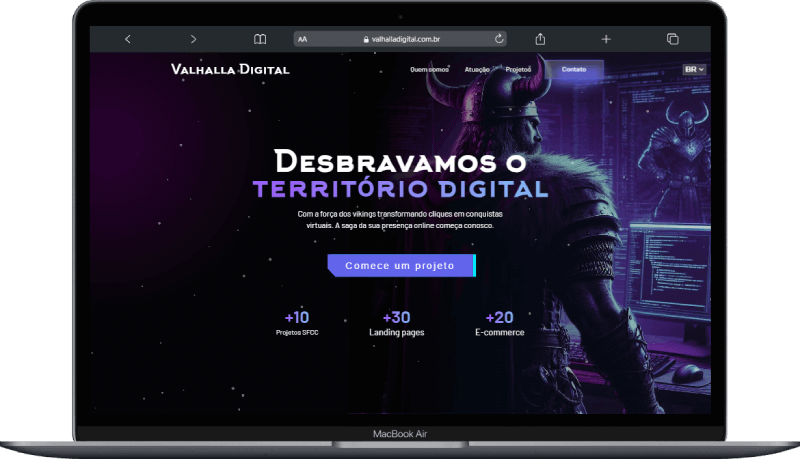 AA
valhalladigital.com.br
Valhalla Digital
Quem somos
Atuação
Projetos
Contato
BR
Desbravamos o
território digital
Com a força dos vikings transformando cliques em conquistas
virtuais. A saga da sua presença online começa conosco.
Comece um projeto
+10
Projetos SFCC
+30
Landing pages
+20
E-commerce
MacBook Air